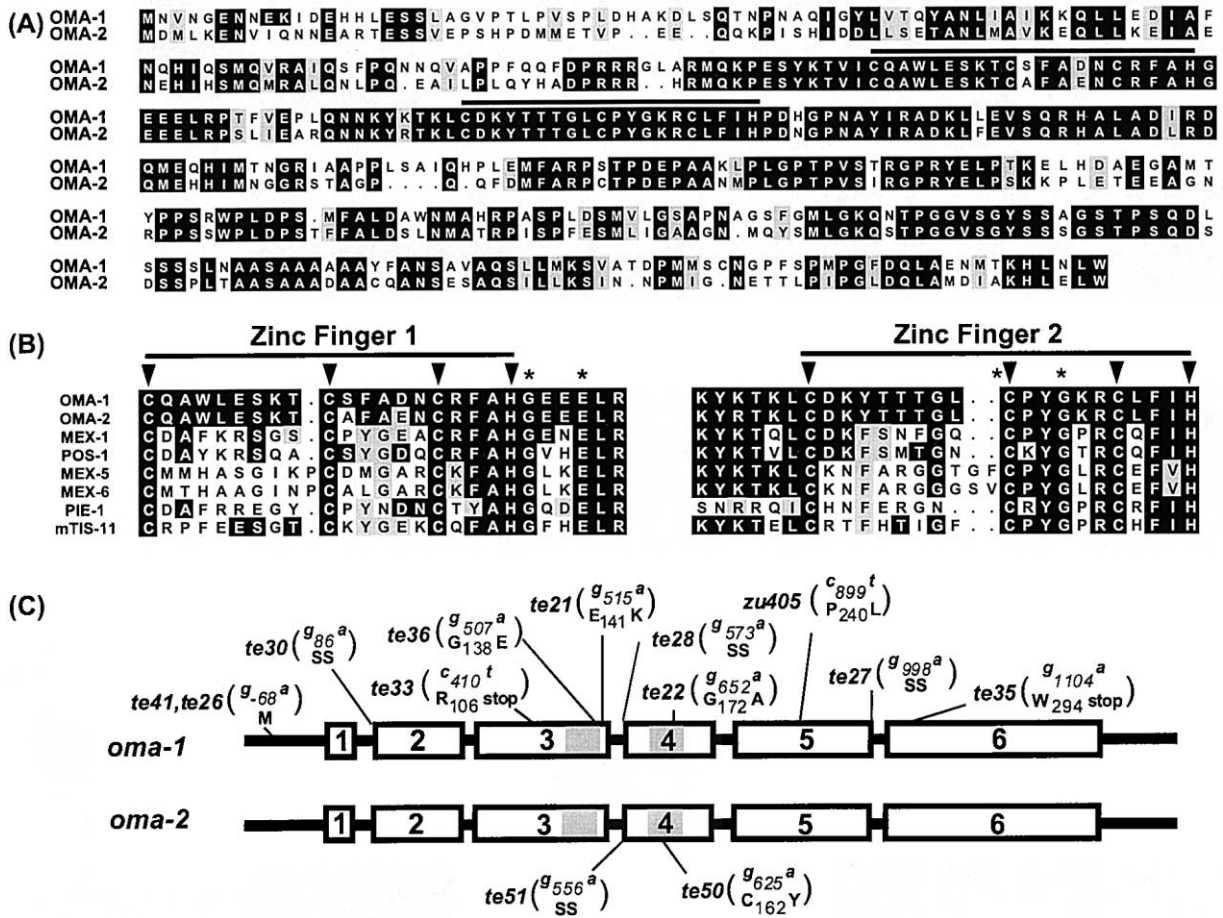 (A)
OMA-1 MNVNGENNEKIDEHHLESSLAGVPTLPVSPLDHAKDLSQTNPNAQIGYLVTQYANLIAIKKQLLEDIAF
OMA-2 MDMLKENVIQNNEARTESSVEPSHPDMMETVP..EE..QQKPISHIDDLLSETANLMAVKEQLLKEIAE
OMA-1 NQHIQSMQVRAIQSFPQNNQVAPPFQQFDPRRRGLARMQKPESYKTVICQAWLESKTCSFADNCRFAHG
OMA-2 NEHIHSMQMRALQNLPQ.EAILPLQYHADPRRR..HRMQKPESYKTVICQAWLESKTCAFAENCRFAHG
OMA-1 EEELRPTFVEPLQNNKYKTKLCDKYTTTGLCPYGKRCLFIHPDHGPNAYIRADKLLEVSQRHALADIRD
OMA-2 EEELRPSLIEARQNNKYRTKLCDKYTTTGLCPYGKRCLFIHPDNGPNAYIRADKLFEVSQRHALADLRD
OMA-1 QMEQHIMTNGRIAAPPLSAIQHPLEMFARPSTPDEPAAKLPLGPTPVSTRGPRYELPTKELHDAEGAMT
OMA-2 QMEHHIMNGGRSTAGP....Q.QFDMFARPCTPDEPAANMPLGPTPVSIRGPRYELPSKKPLETEEAGN
OMA-1 YPPSRWPLDPS.MFALDAWNMAHRPASPLDSMVLGSAPNAGSFGMLGKQNTPGGVSGYSSAGSTPSQDL
OMA-2 RPPSSWPLDPSTFFALDSLNMATRPISPFESMLIGAAGN.MQYSMLGKQSTPGGVSGYSSSGSTPSQDS
OMA-1 SSSSLNAASAAAAAAYFANSAVAQSLLMKSVATDPMMSCNGPFSPMPGFDQLAENMTKHLNLW
OMA-2 DSSPLTAASAAADAACQANSESAQSILLKSIN.NPMIG.NETTLPIPGLDQLAMDIAKHLELW
(B)
Zinc Finger 1 Zinc Finger 2
* * * *
OMA-1 CQAWLESKT.CSFADNCRFAHGEEELR KYKTKLCDKYTTTGL..CPYGKRCLFIH
OMA-2 CQAWLESKT.CAFAENCRFAHGEEELR KYRTKLCDKYTTTGL..CPYGKRCLFIH
MEX-1 CDAFKRSGS.CPYGEACRFAHGENELR KYKTQLCDKFSNFGQ..CPYGPRCQFIH
POS-1 CDAYKRSQA.CSYGDQCRFAHGVHELR KYKTVLCDKFSMTGN..CKYGTRCQFIH
MEX-5 CMMHASGIKPCDMGARCKFAHGLKELR KYKTKLCKNFARGGTGFCPYGLRCEFVH
MEX-6 CMTHAAGINPCALGARCKFAHGLKELR KYKTKLCKNFARGGGSVCPYGLRCEFVH
PIE-1 CDAFRREGY.CPYNDNCTYAHGQDELR SNRRQICHNFERGN...CRYGPRCRFIH
mTIS-11 CRPFEESGT.CKYGEKCQFAHGFHELR KYKTELCRTFHTIGF..CPYGPRCHFIH
(C)
te41,te26 (g-68a M)
te30 (g86a SS)
te36 (g507a G138E)
te33 (c410t R106stop)
te21 (g515a E141K)
te28 (g573a SS)
te22 (g652a G172A)
zu405 (c899t P240L)
te27 (g998a SS)
te35 (g1104a W294stop)
oma-1 1 2 3 4 5 6
oma-2 1 2 3 4 5 6
te51 (g556a SS) te50 (g625a C162Y)